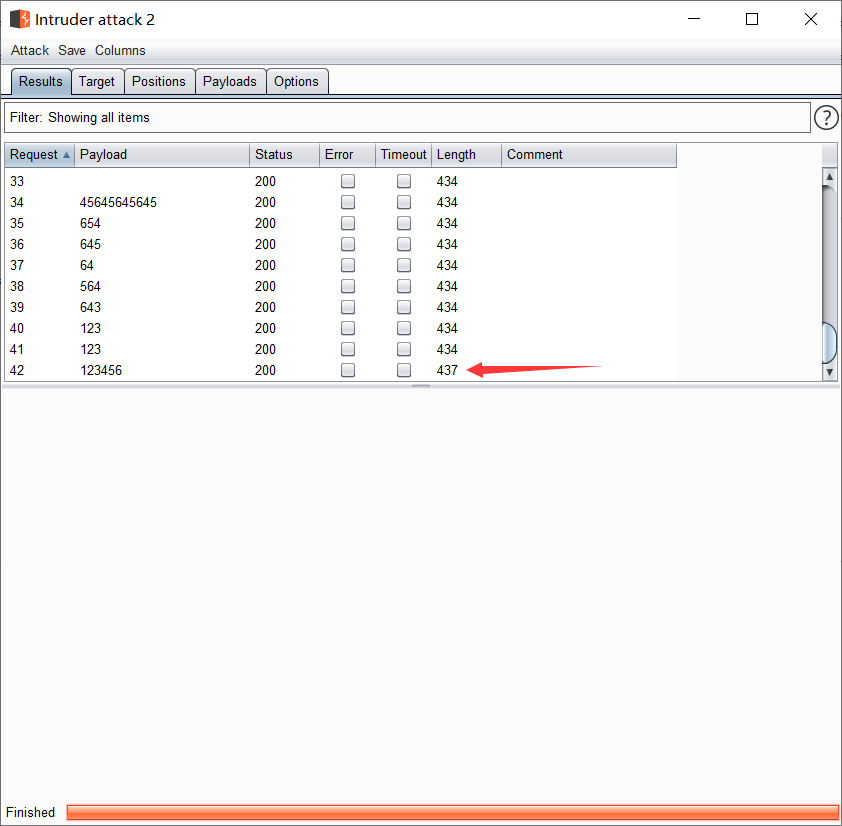 Intruder attack 2
Attack Save Columns
Results Target Positions Payloads Options
Filter: Showing all items
?
Request Payload Status Error Timeout Length Comment
33 200 434
34 45645645645 200 434
35 654 200 434
36 645 200 434
37 64 200 434
38 564 200 434
39 643 200 434
40 123 200 434
41 123 200 434
42 123456 200 437
Finished